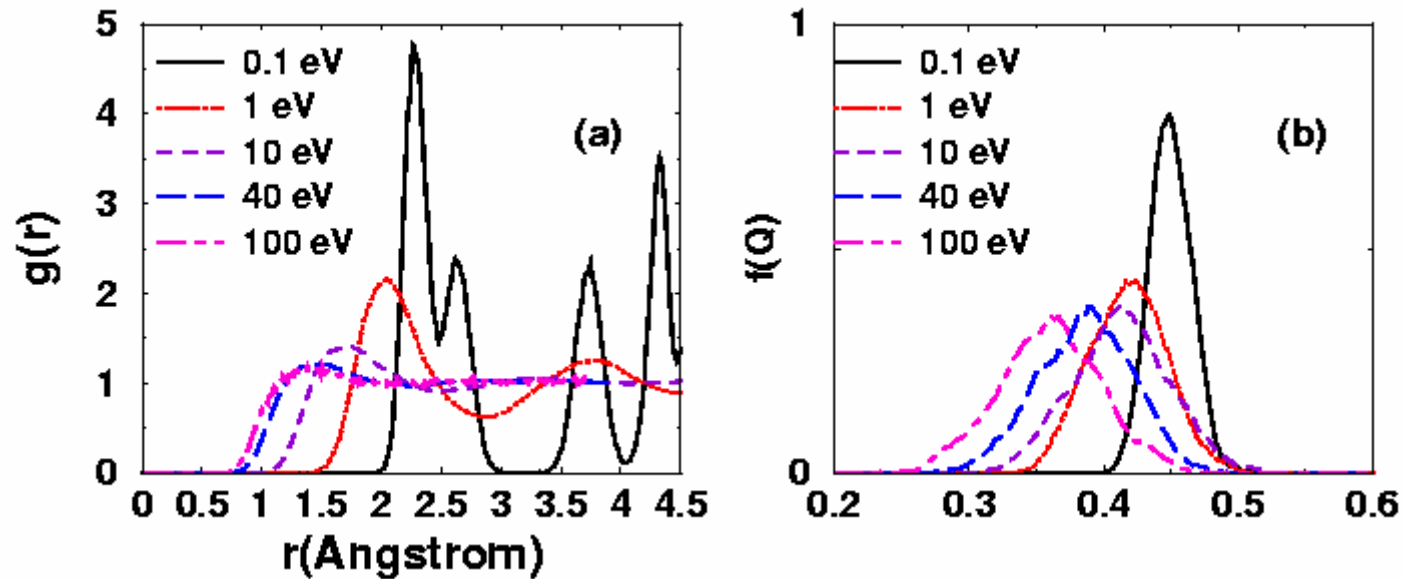 5
4
3
2
1
0
g(r)
0.1 eV
1 eV
10 eV
40 eV
100 eV
(a)
0 0.5 1 1.5 2 2.5 3 3.5 4 4.5
r(Angstrom)
1
0
f(Q)
0.1 eV
1 eV
10 eV
40 eV
100 eV
(b)
0.2 0.3 0.4 0.5 0.6